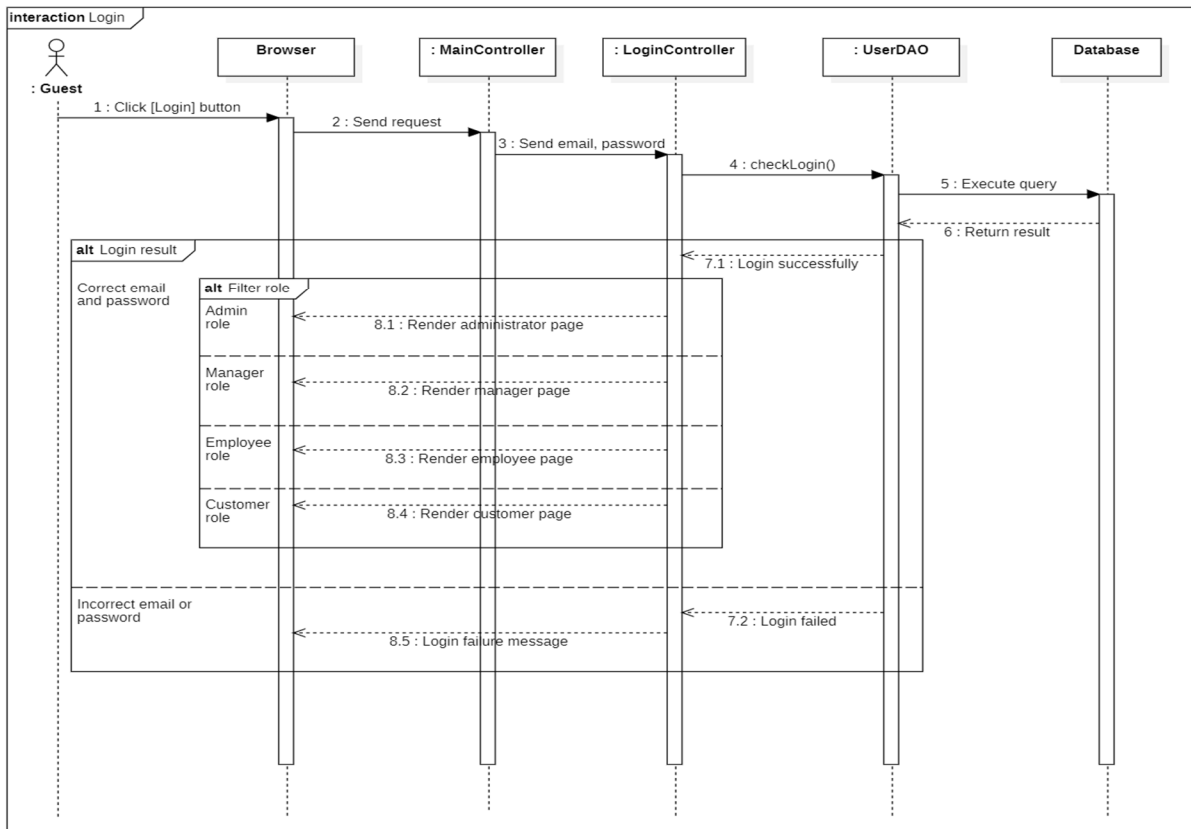 interaction Login
: Guest
Browser
: MainController
: LoginController
: UserDAO
Database
1 : Click [Login] button
2 : Send request
3 : Send email, password
4 : checkLogin()
5 : Execute query
6 : Return result
alt Login result
7.1 : Login successfully
Correct email
and password
alt Filter role
Admin
role
8.1 : Render administrator page
Manager
role
8.2 : Render manager page
Employee
role
8.3 : Render employee page
Customer
role
8.4 : Render customer page
Incorrect email or
password
7.2 : Login failed
8.5 : Login failure message